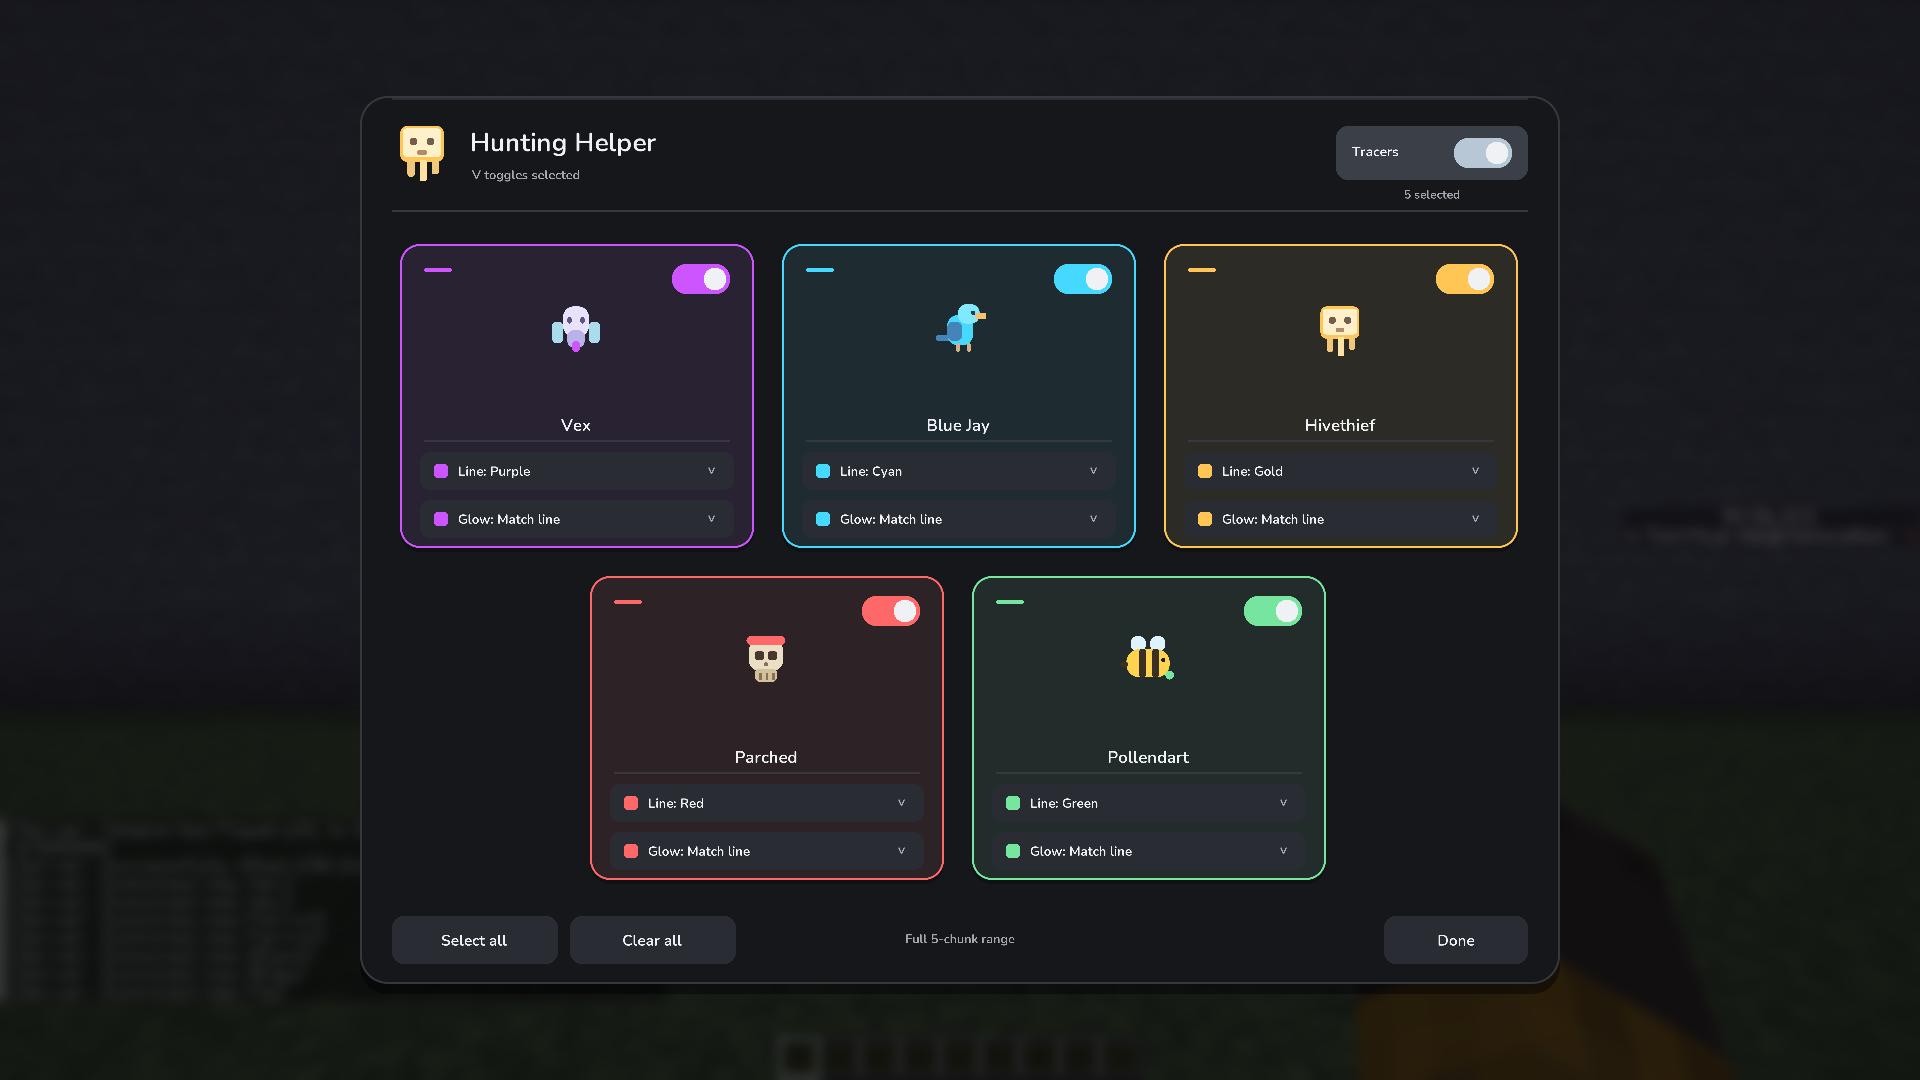 Hunting Helper
V toggles selected
Tracers
5 selected
Vex
Line: Purple
Glow: Match line
Blue Jay
Line: Cyan
Glow: Match line
Hivethief
Line: Gold
Glow: Match line
Parched
Line: Red
Glow: Match line
Pollendart
Line: Green
Glow: Match line
Select all
Clear all
Full 5-chunk range
Done